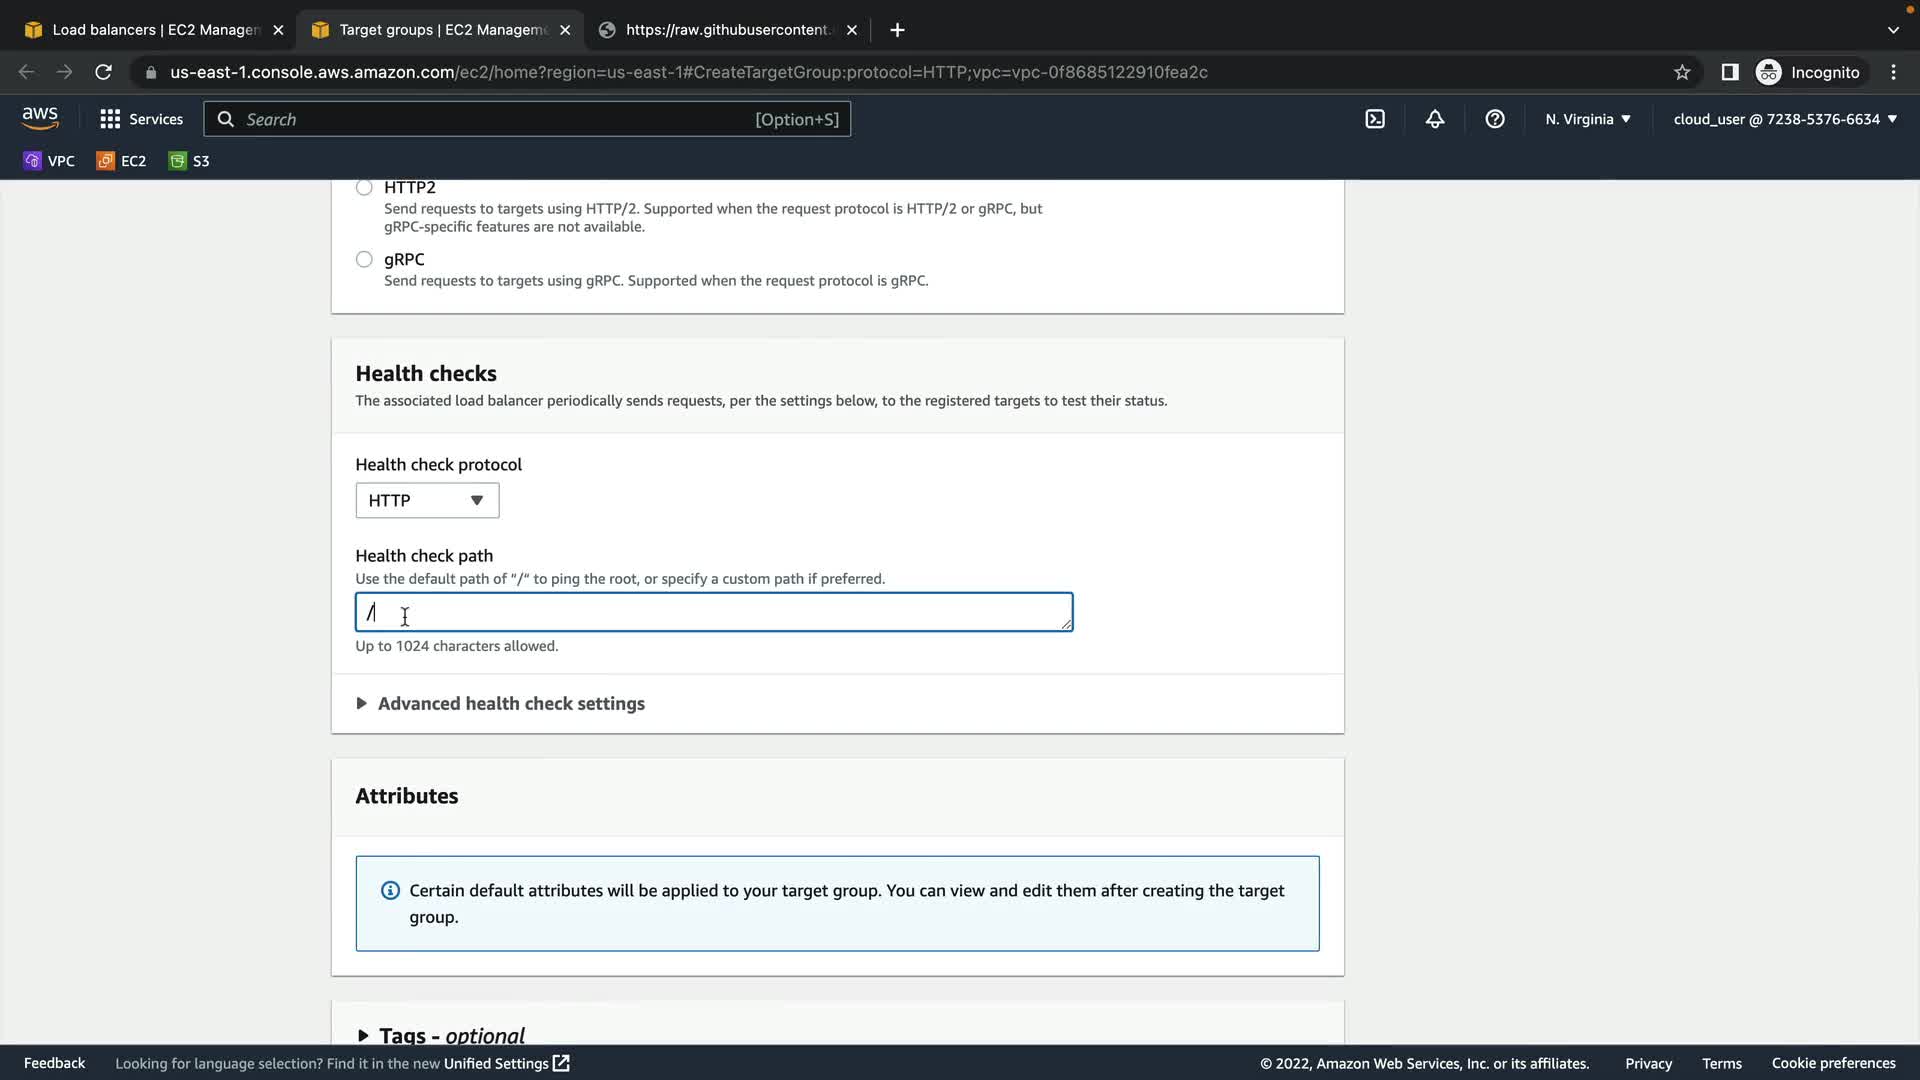 Load balancers | EC2 Manager
Target groups | EC2 Manageme
https://raw.githubusercontent.
us-east-1.console.aws.amazon.com/ec2/home?region=us-east-1#CreateTargetGroup:protocol=HTTP;vpc=vpc-0f8685122910fea2c
Incognito
aws
Services
Search
[Option+S]
N. Virginia
cloud_user @ 7238-5376-6634
VPC
EC2
S3
HTTP2
Send requests to targets using HTTP/2. Supported when the request protocol is HTTP/2 or gRPC, but
gRPC-specific features are not available.
gRPC
Send requests to targets using gRPC. Supported when the request protocol is gRPC.
Health checks
The associated load balancer periodically sends requests, per the settings below, to the registered targets to test their status.
Health check protocol
HTTP
Health check path
Use the default path of "/" to ping the root, or specify a custom path if preferred.
/
Up to 1024 characters allowed.
Advanced health check settings
Attributes
Certain default attributes will be applied to your target group. You can view and edit them after creating the target
group.
Tags - optional
Feedback
Looking for language selection? Find it in the new Unified Settings
© 2022, Amazon Web Services, Inc. or its affiliates.
Privacy
Terms
Cookie preferences